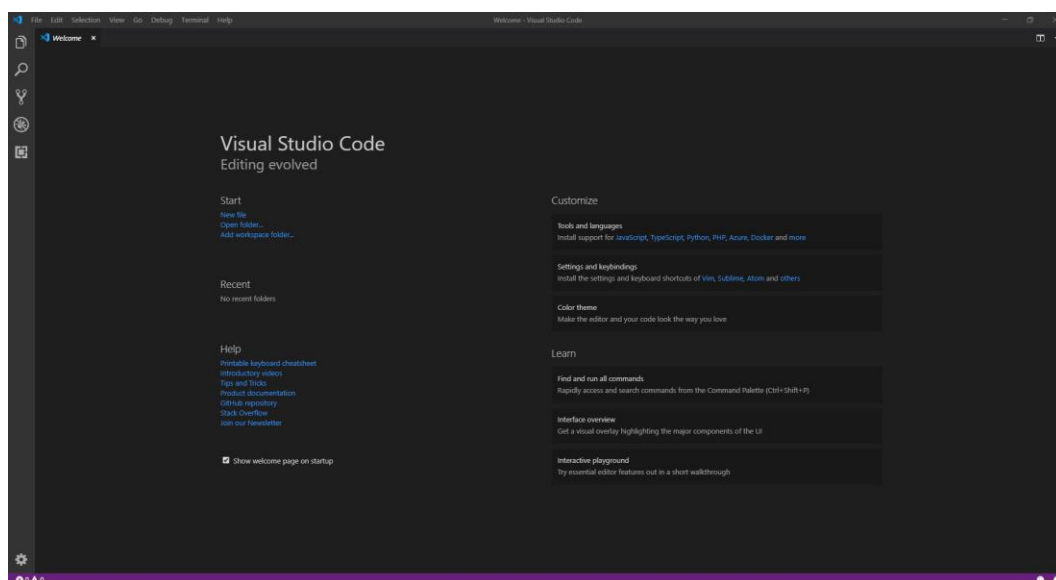 File Edit Selection View Go Debug Terminal Help
Welcome - Visual Studio Code
Welcome
Visual Studio Code
Editing evolved
Start
New file
Open folder...
Add workspace folder...
Recent
No recent folders
Help
Printable keyboard cheatsheet
Introductory videos
Tips and Tricks
Product documentation
GitHub repository
Stack Overflow
Join our Newsletter
Show welcome page on startup
Customize
Tools and languages
Install support for JavaScript, TypeScript, Python, PHP, Azure, Docker and more
Settings and keybindings
Install the settings and keyboard shortcuts of Vim, Sublime, Atom and others
Color theme
Make the editor and your code look the way you love
Learn
Find and run all commands
Rapidly access and search commands from the Command Palette (Ctrl+Shift+P)
Interface overview
Get a visual overlay highlighting the major components of the UI
Interactive playground
Try essential editor features out in a short walkthrough